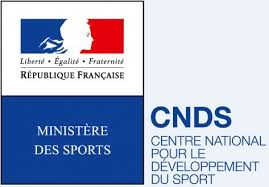 Liberté • Égalité • Fraternité
RÉPUBLIQUE FRANÇAISE
MINISTÈRE
DES SPORTS
CNDS
CENTRE NATIONAL
POUR LE
DÉVELOPPEMENT
DU SPORT